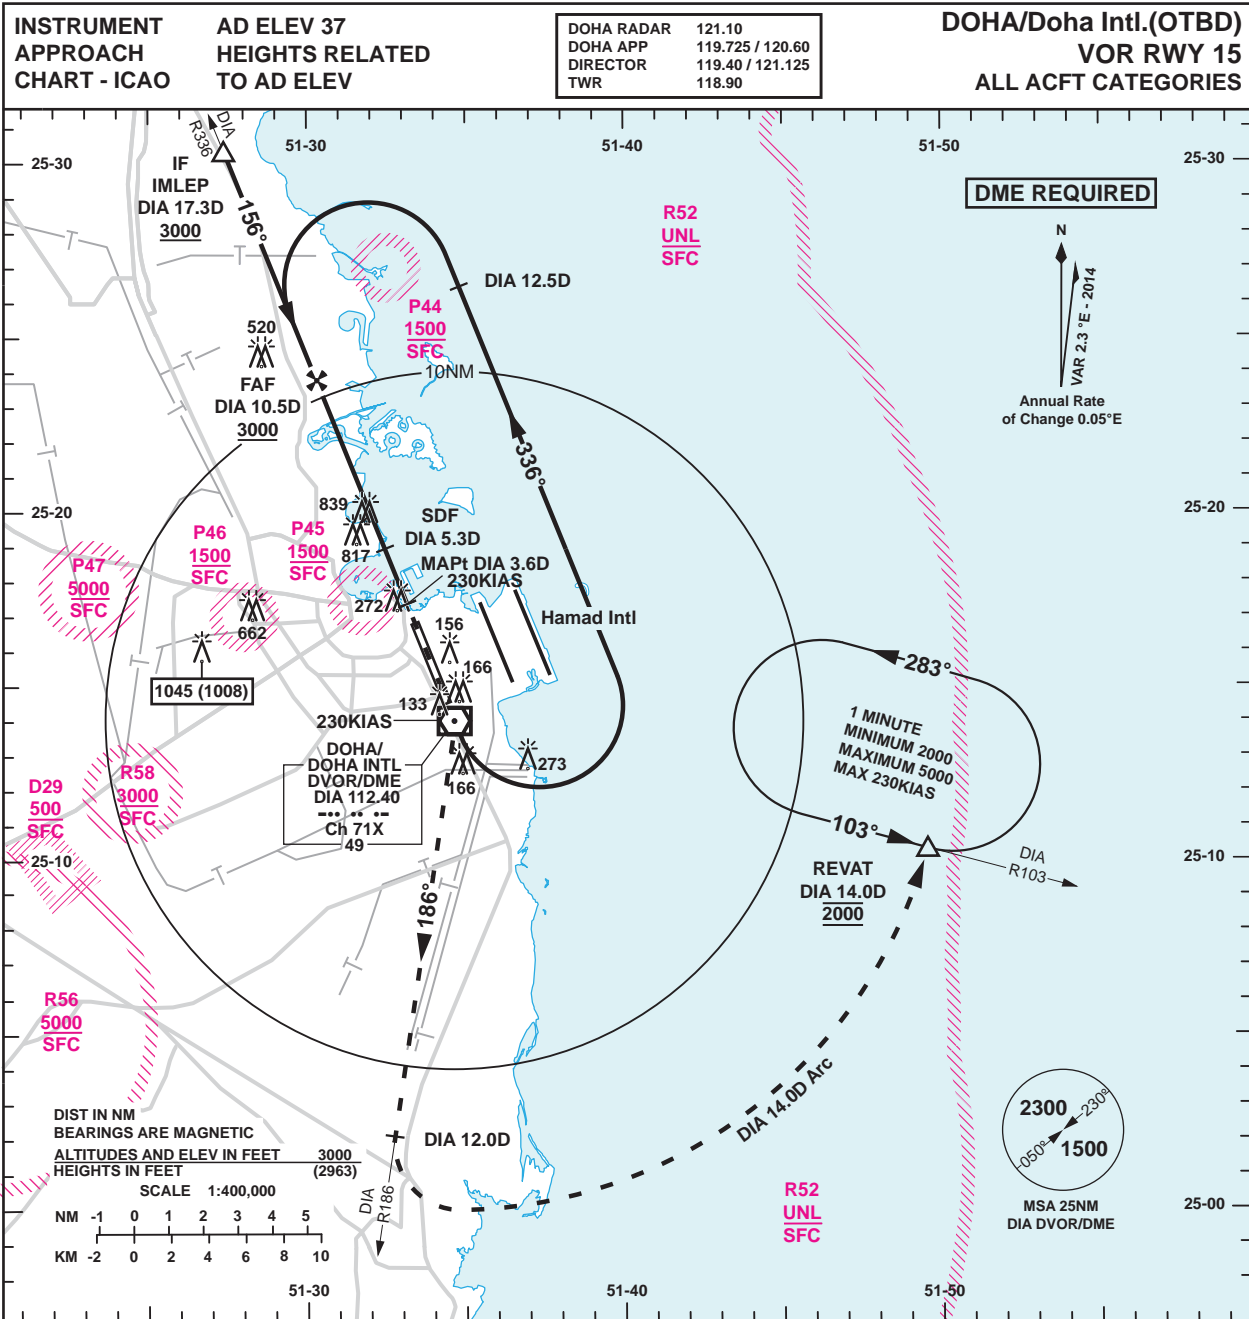 INSTRUMENT
APPROACH
CHART - ICAO
AD ELEV 37
HEIGHTS RELATED
TO AD ELEV
DOHA RADAR 121.10
DOHA APP 119.725 / 120.60
DIRECTOR 119.40 / 121.125
TWR 118.90
DOHA/Doha Intl.(OTBD)
VOR RWY 15
ALL ACFT CATEGORIES
51-30
51-40
51-50
25-30
25-30
DIA
R336
IF
IMLEP
DIA 17.3D
3000
156°
R52
UNL
SFC
DME REQUIRED
N
VAR 2.3 °E - 2014
Annual Rate
of Change 0.05°E
DIA 12.5D
P44
1500
SFC
10NM
520
FAF
DIA 10.5D
3000
336°
25-20
25-20
839
817
SDF
DIA 5.3D
MAPt DIA 3.6D
230KIAS
P47
5000
SFC
P46
1500
SFC
P45
1500
SFC
272
662
Hamad Intl
156
166
1045 (1008)
133
230KIAS
DOHA/
DOHA INTL
DVOR/DME
DIA 112.40
Ch 71X
49
166
273
283°
1 MINUTE
MINIMUM 2000
MAXIMUM 5000
MAX 230KIAS
103°
D29
500
SFC
R58
3000
SFC
25-10
25-10
REVAT
DIA 14.0D
2000
DIA
R103
186°
R56
5000
SFC
DIA 14.0D Arc
DIA 12.0D
DIA
R186
DIST IN NM
BEARINGS ARE MAGNETIC
ALTITUDES AND ELEV IN FEET 3000
HEIGHTS IN FEET (2963)
SCALE 1:400,000
NM -1 0 1 2 3 4 5
KM -2 0 2 4 6 8 10
R52
UNL
SFC
2300
230°
050°
1500
MSA 25NM
DIA DVOR/DME
25-00
25-00
51-30
51-40
51-50